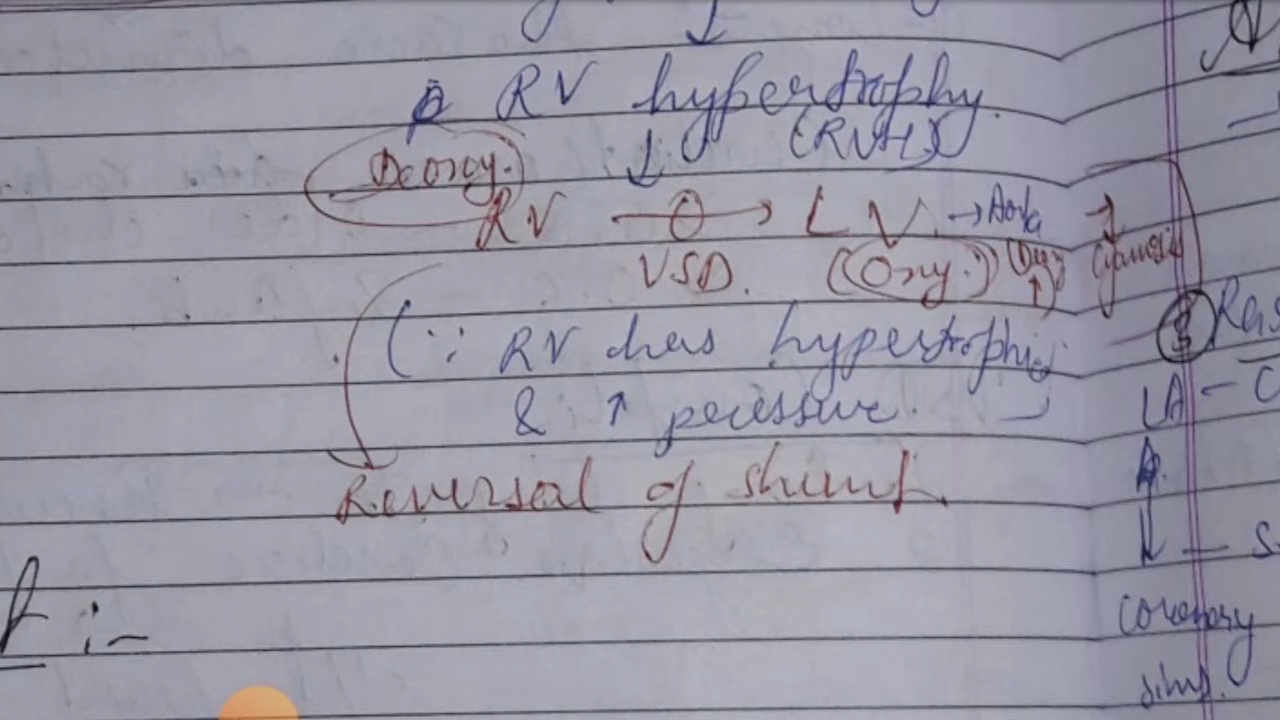 ↓
RV hypertrophy
(RVH)
↓
Deoxy.
RV → LV → Aorta → Cyanosis
VSD. (Oxy.) (Deoxy ↑)
(∵ RV has hypertrophied
& ↑ pressure.
Reversal of shunt.
:-
LA - C
coronary